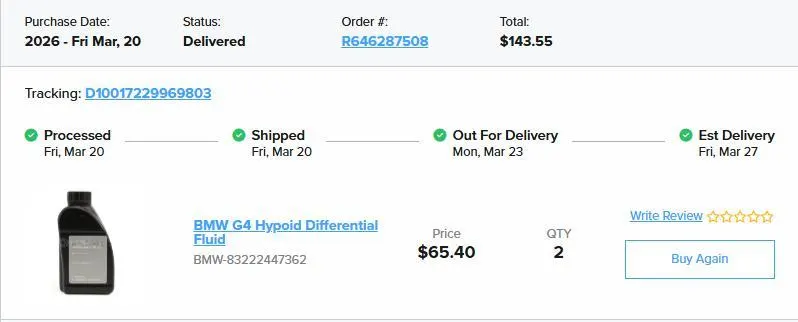 Purchase Date: Status: Order #: Total:
2026 - Fri Mar, 20 Delivered R646287508 $143.55
Tracking: D10017229969803
Processed Shipped Out For Delivery Est Delivery
Fri, Mar 20 Fri, Mar 20 Mon, Mar 23 Fri, Mar 27
BMW G4 Hypoid Differential
Fluid
BMW-83222447362
Price
$65.40
QTY
2
Write Review
Buy Again